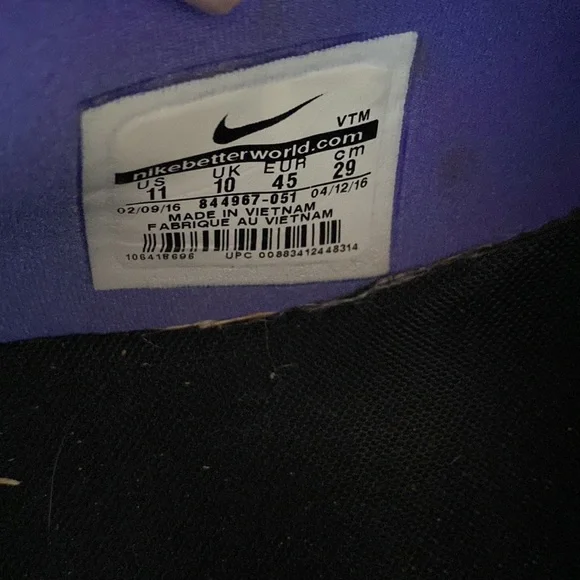 VTM
nikebetterworld.com
US UK EUR cm
11 10 45 29
02/09/16 844967-051 04/12/16
MADE IN VIETNAM
FABRIQUE AU VIETNAM
106418696 UPC 00883412448314